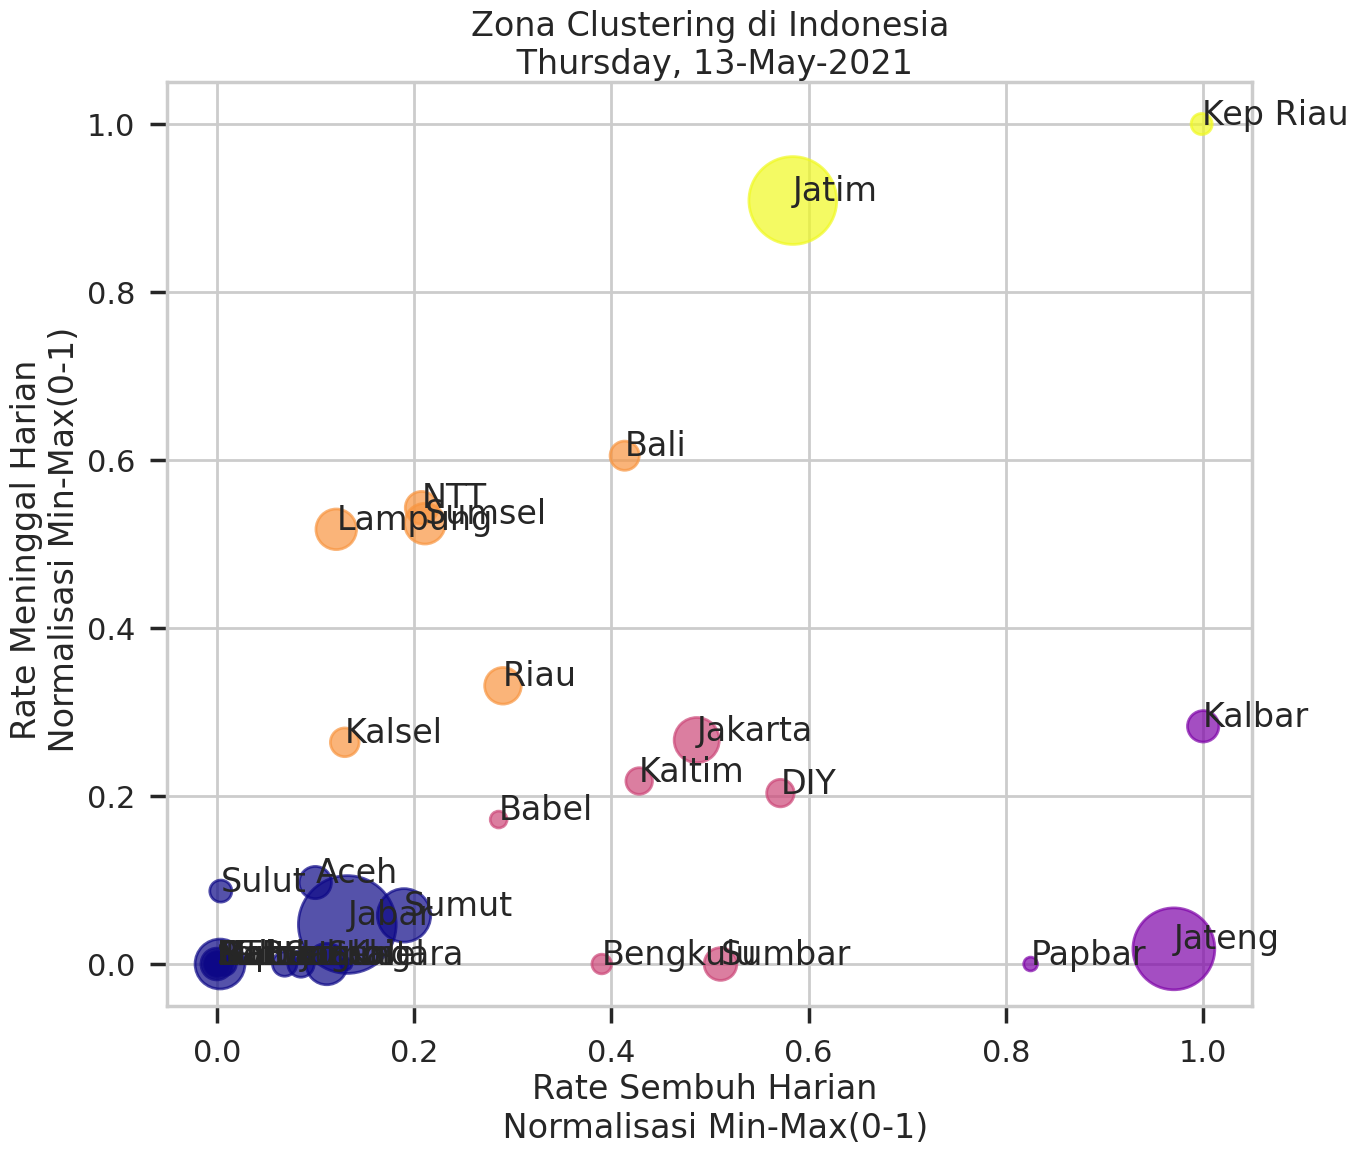 Zona Clustering di Indonesia
Thursday, 13-May-2021
Rate Meninggal Harian
Normalisasi Min-Max(0-1)
1.0
0.8
0.6
0.4
0.2
0.0
Kep Riau
Jatim
Bali
NTT
Sumsel
Lampung
Riau
Kalsel
Jakarta
Kalbar
Kaltim
DIY
Babel
Aceh
Sulut
Sumut
Jabar
Jateng
Bengkulu
Sumbar
Papbar
0.0
0.2
0.4
0.6
0.8
1.0
Rate Sembuh Harian
Normalisasi Min-Max(0-1)